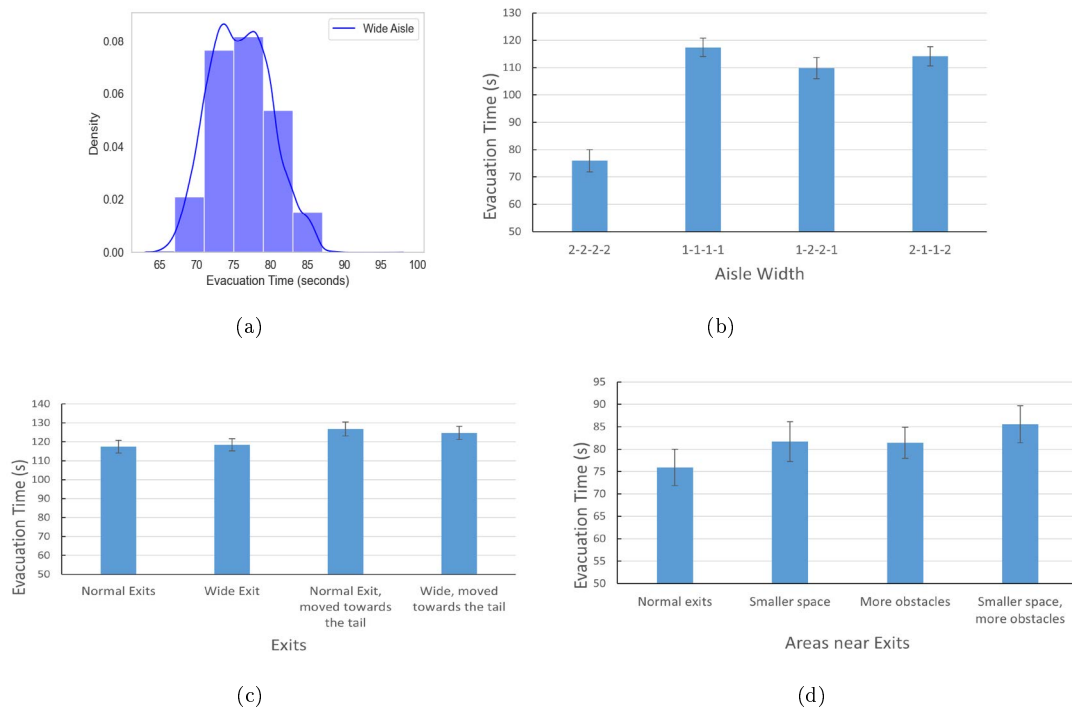 Wide Aisle
0.08
0.06
0.04
0.02
0.00
Density
65 70 75 80 85 90 95 100
Evacuation Time (seconds)
(a)
130
120
110
100
90
80
70
60
50
Evacuation Time (s)
2-2-2-2 1-1-1-1 1-2-2-1 2-1-1-2
Aisle Width
(b)
140
130
120
110
100
90
80
70
60
50
Evacuation Time (s)
Normal Exits Wide Exit Normal Exit, Wide, moved
moved towards towards the tail
the tail
Exits
(c)
95
90
85
80
75
70
65
60
55
50
Evacuation Time (s)
Normal exits Smaller space More obstacles Smaller space,
more obstacles
Areas near Exits
(d)